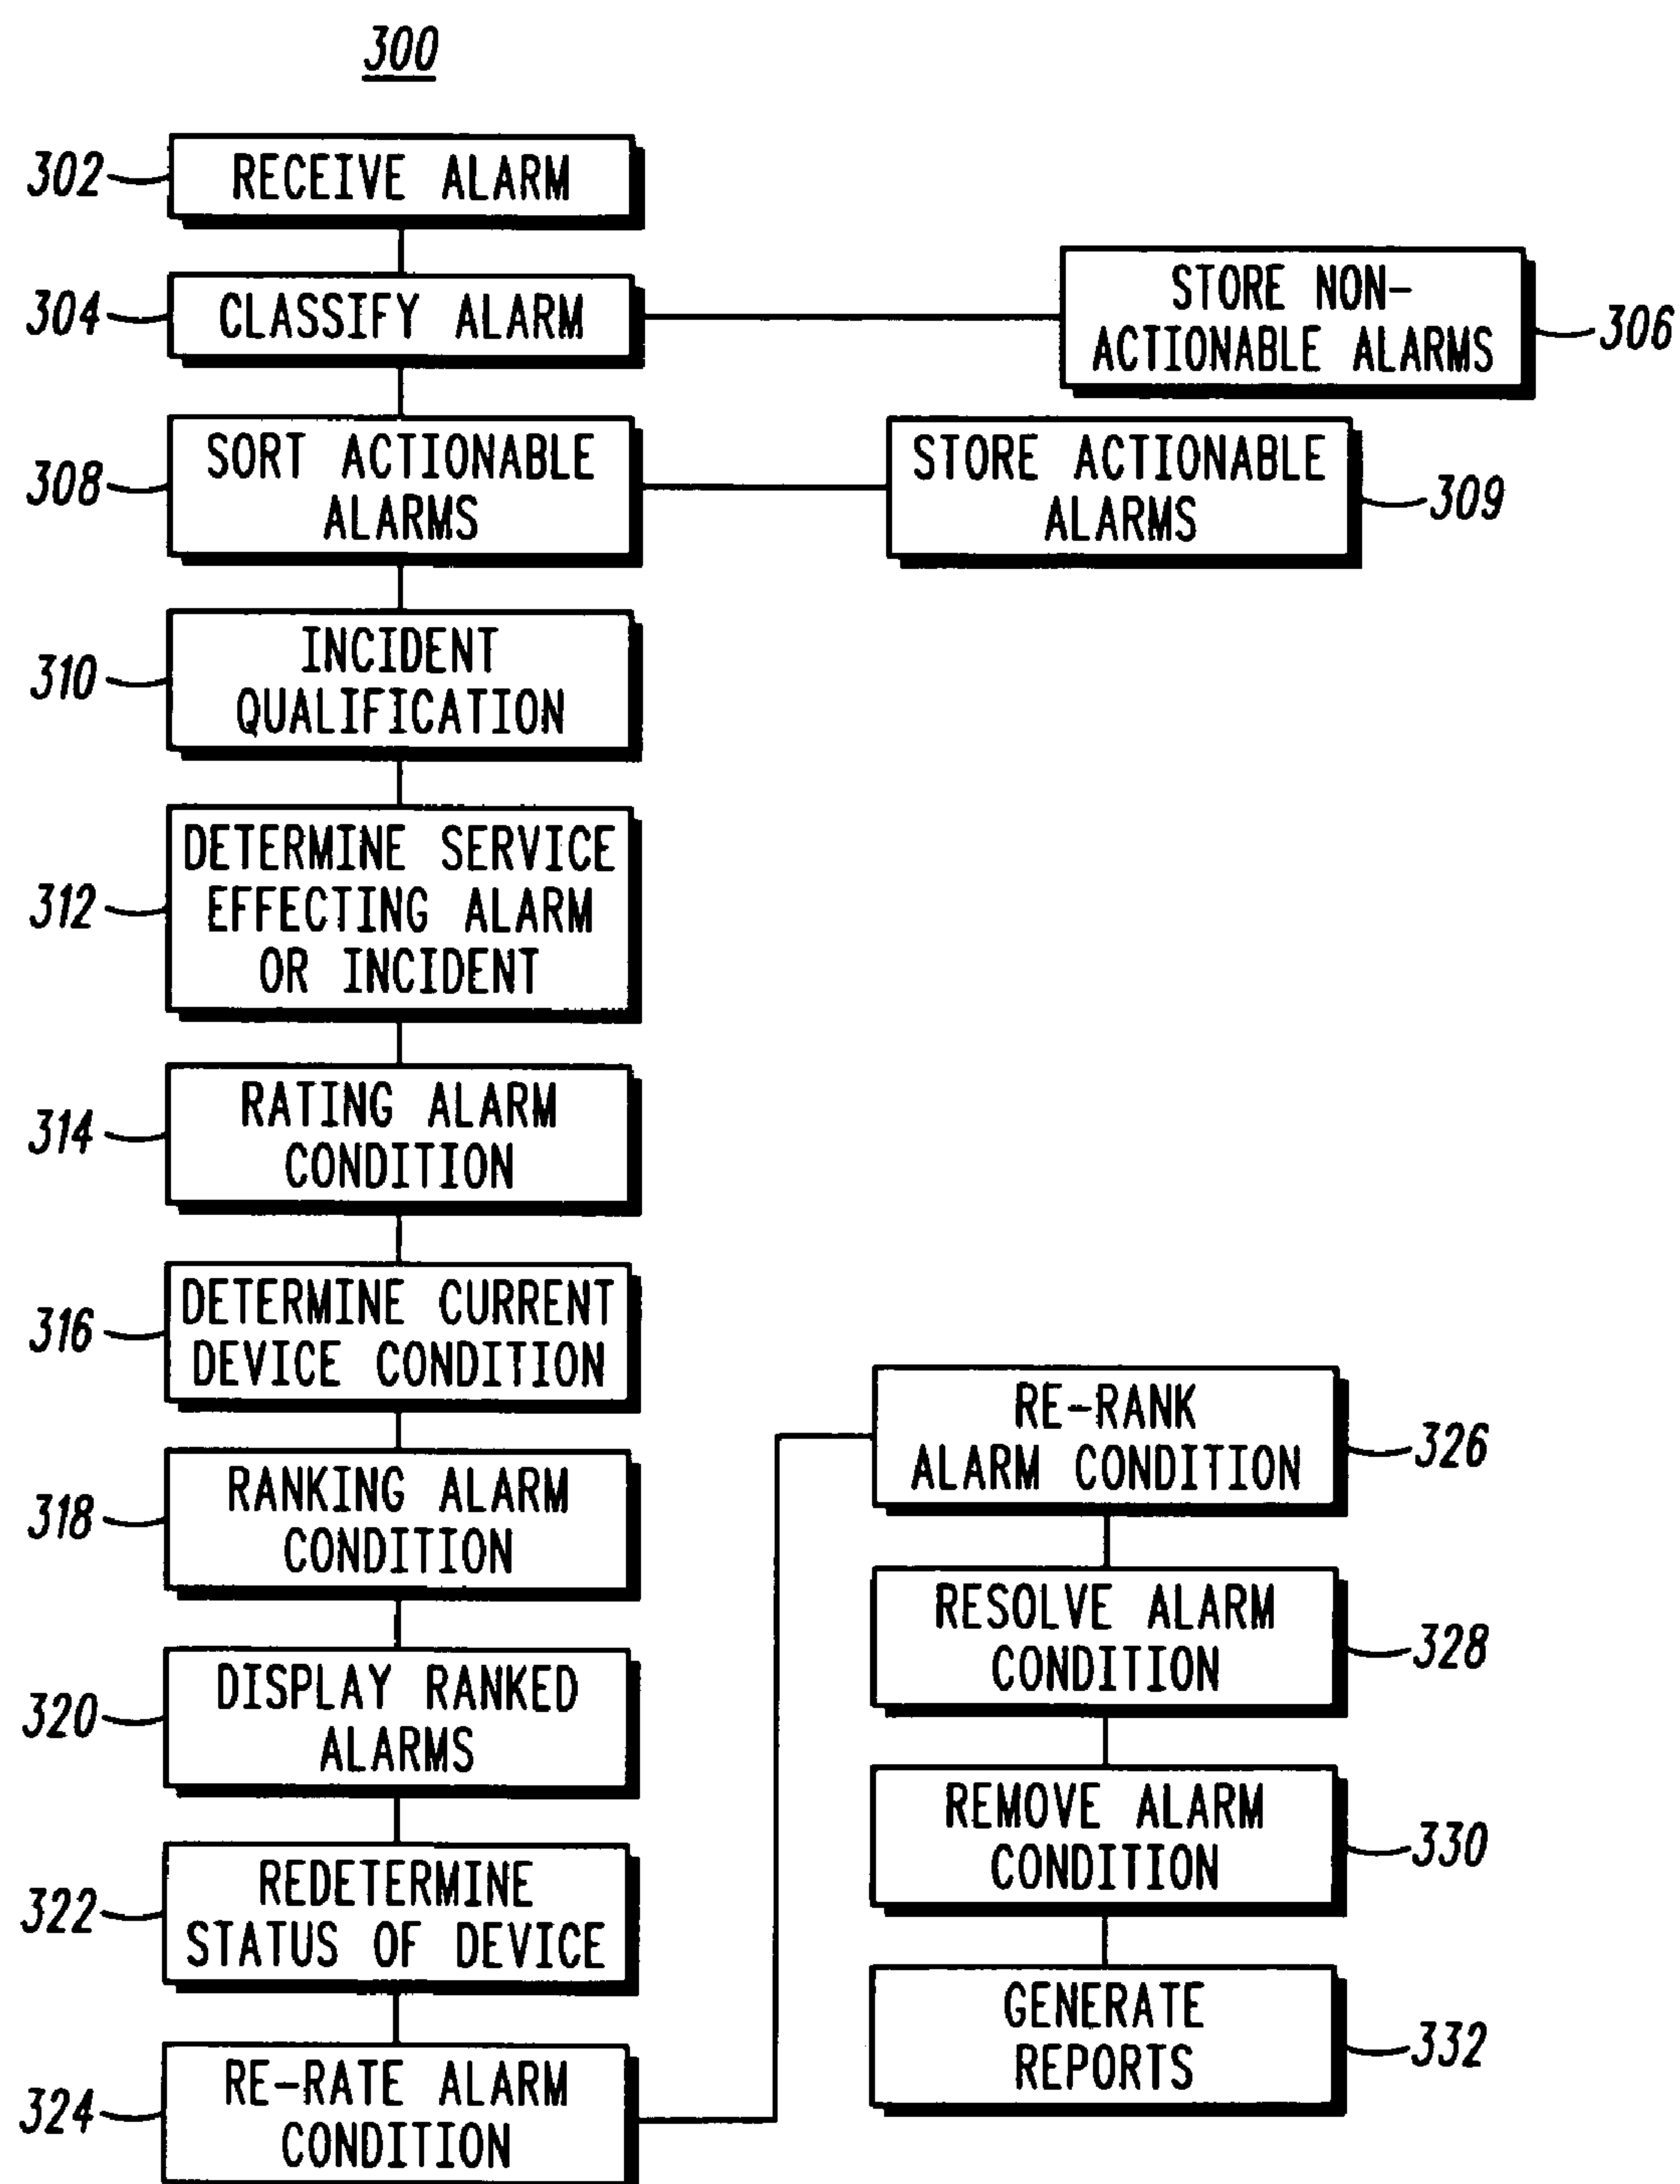 300
302
RECEIVE ALARM
304
CLASSIFY ALARM
STORE NON-
ACTIONABLE ALARMS
306
308
SORT ACTIONABLE
ALARMS
STORE ACTIONABLE
ALARMS
309
310
INCIDENT
QUALIFICATION
312
DETERMINE SERVICE
EFFECTING ALARM
OR INCIDENT
314
RATING ALARM
CONDITION
316
DETERMINE CURRENT
DEVICE CONDITION
318
RANKING ALARM
CONDITION
320
DISPLAY RANKED
ALARMS
322
REDETERMINE
STATUS OF DEVICE
324
RE-RATE ALARM
CONDITION
RE-RANK
ALARM CONDITION
326
RESOLVE ALARM
CONDITION
328
REMOVE ALARM
CONDITION
330
GENERATE
REPORTS
332